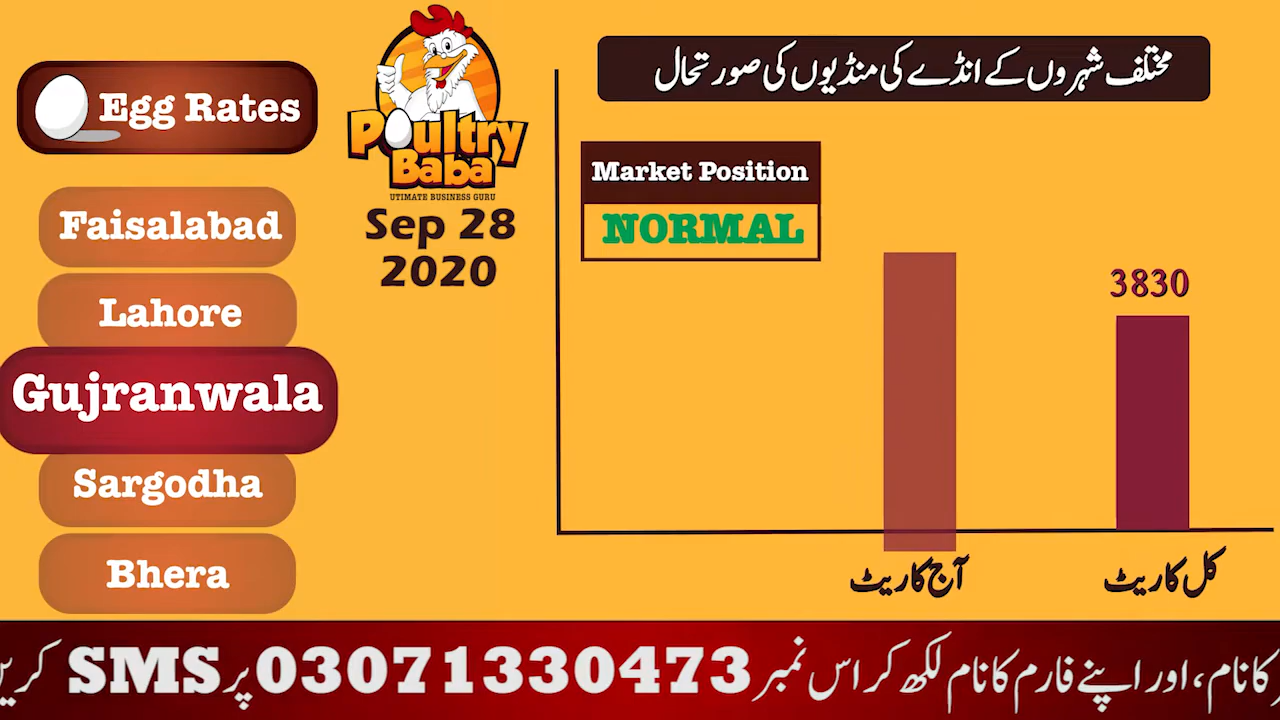 Egg Rates
Faisalabad
Lahore
Gujranwala
Sargodha
Bhera
Poultry
Baba
UTIMATE BUSINESS GURU
Sep 28
2020
مختلف شہروں کے انڈے کی منڈیوں کی صورتحال
Market Position
NORMAL
3830
آج کا ریٹ
کل کا ریٹ
کا نام، اور اپنے فارم کا نام لکھ کر اس نمبر 03071330473 پر SMS کریں